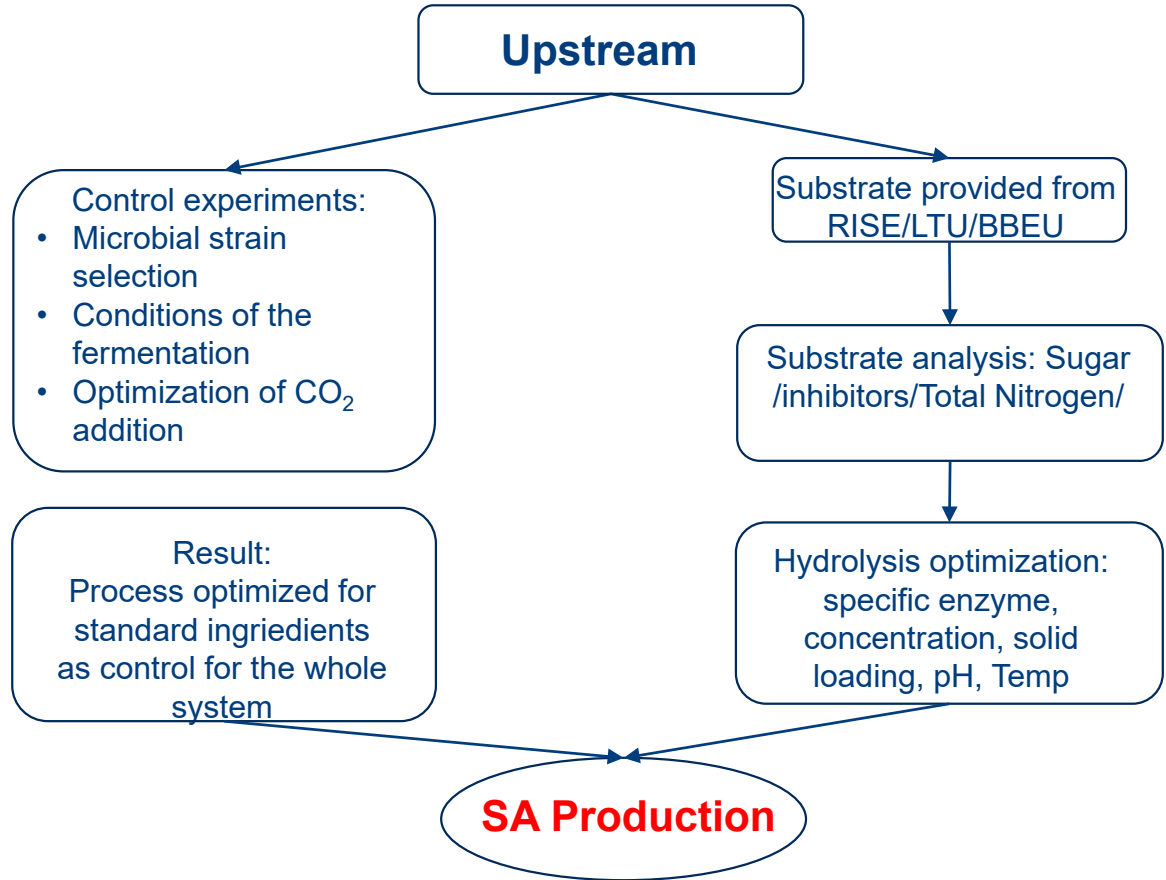 Upstream
Control experiments:
• Microbial strain
selection
• Conditions of the
fermentation
• Optimization of CO₂
addition
Result:
Process optimized for
standard ingriedients
as control for the whole
system
Substrate provided from
RISE/LTU/BBEU
Substrate analysis: Sugar
/inhibitors/Total Nitrogen/
Hydrolysis optimization:
specific enzyme,
concentration, solid
loading, pH, Temp
SA Production